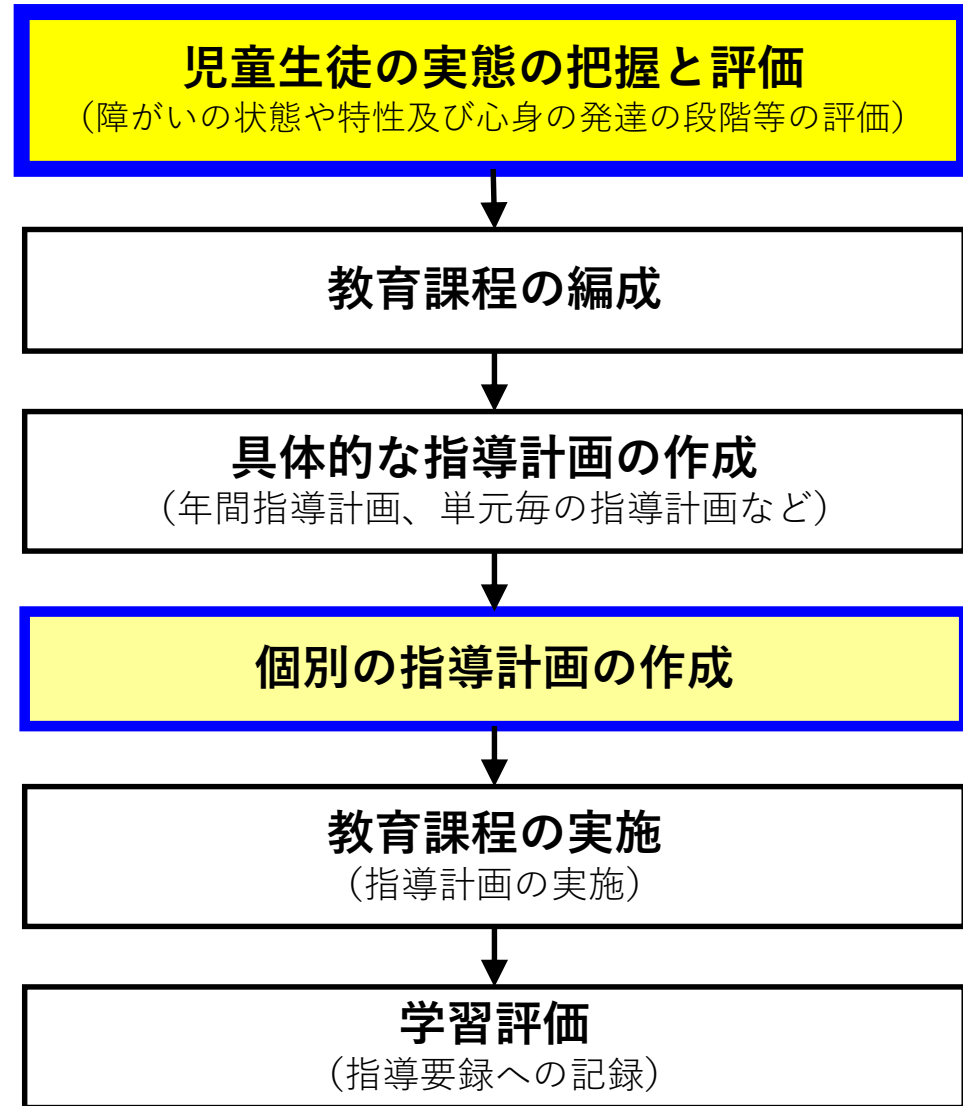 児童生徒の実態の把握と評価
（障がいの状態や特性及び心身の発達の段階等の評価）
教育課程の編成
具体的な指導計画の作成
（年間指導計画、単元毎の指導計画など）
個別の指導計画の作成
教育課程の実施
（指導計画の実施）
学習評価
（指導要録への記録）